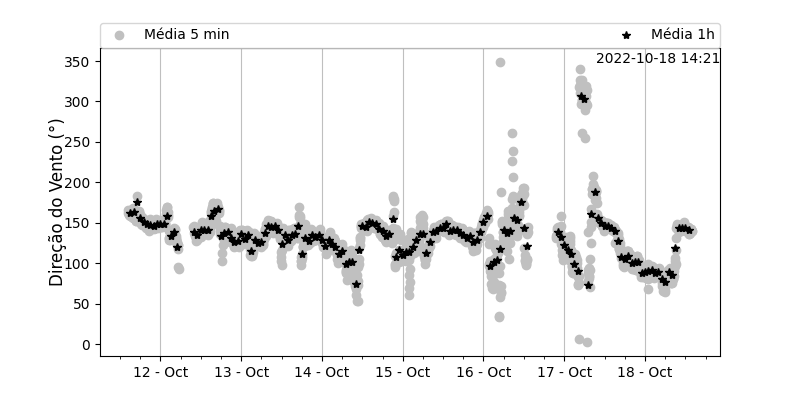 Média 5 min
Média 1h
2022-10-18 14:21
Direção do Vento (°)
350
300
250
200
150
100
50
0
12 - Oct
13 - Oct
14 - Oct
15 - Oct
16 - Oct
17 - Oct
18 - Oct